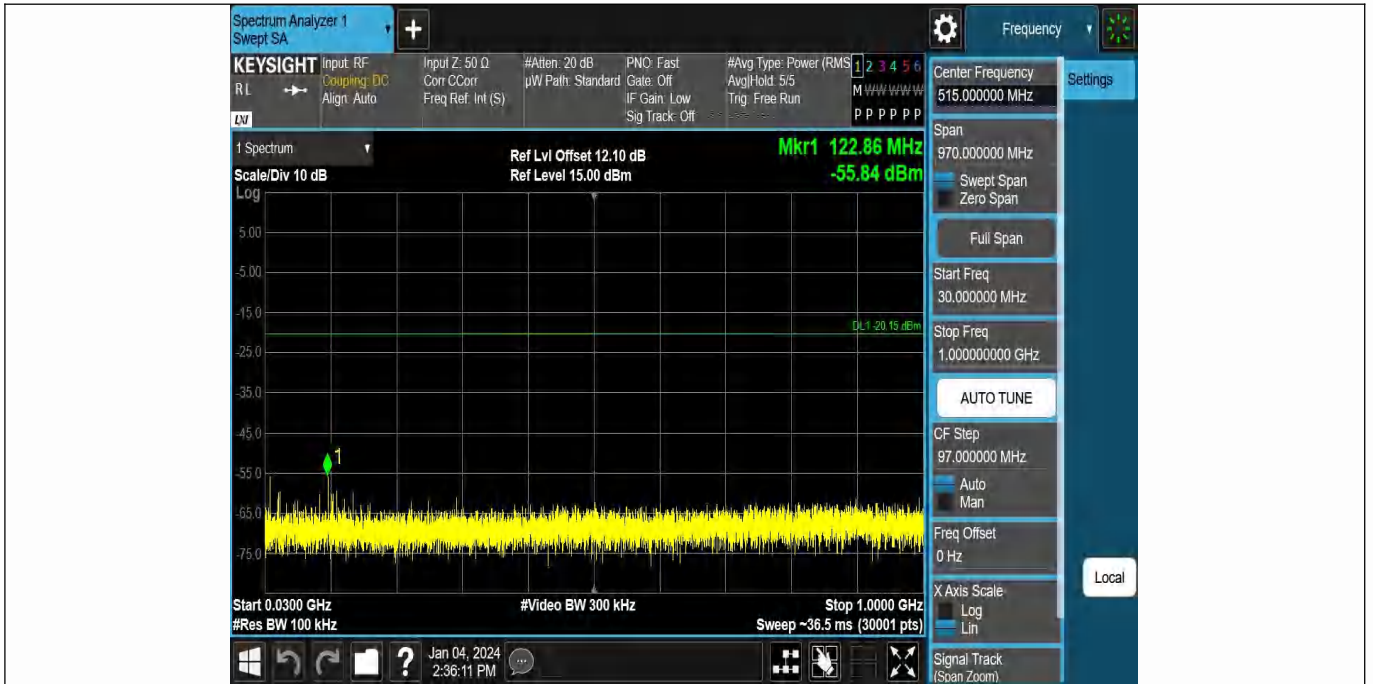 Spectrum Analyzer 1
Swept SA
+
Frequency
KEYSIGHT
RL
LXI
Input: RF
Coupling: DC
Align: Auto
Input Z: 50 Ω
Corr CCorr
Freq Ref: Int (S)
#Atten: 20 dB
µW Path: Standard
PNO: Fast
Gate: Off
IF Gain: Low
Sig Track: Off
#Avg Type: Power (RMS
Avg|Hold: 5/5
Trig: Free Run
1 2 3 4 5 6
M W W W W W
P P P P P P
1 Spectrum
Scale/Div 10 dB
Ref Lvl Offset 12.10 dB
Ref Level 15.00 dBm
Mkr1 122.86 MHz
-55.84 dBm
Log
5.00
-5.00
-15.0
DL1 -20.15 dBm
-25.0
-35.0
-45.0
1
-55.0
-65.0
-75.0
Start 0.0300 GHz
#Video BW 300 kHz
Stop 1.0000 GHz
#Res BW 100 kHz
Sweep ~36.5 ms (30001 pts)
Center Frequency
515.000000 MHz
Settings
Span
970.000000 MHz
Swept Span
Zero Span
Full Span
Start Freq
30.000000 MHz
Stop Freq
1.000000000 GHz
AUTO TUNE
CF Step
97.000000 MHz
Auto
Man
Freq Offset
0 Hz
X Axis Scale
Log
Lin
Signal Track
(Span Zoom)
Local
?
Jan 04, 2024
2:36:11 PM